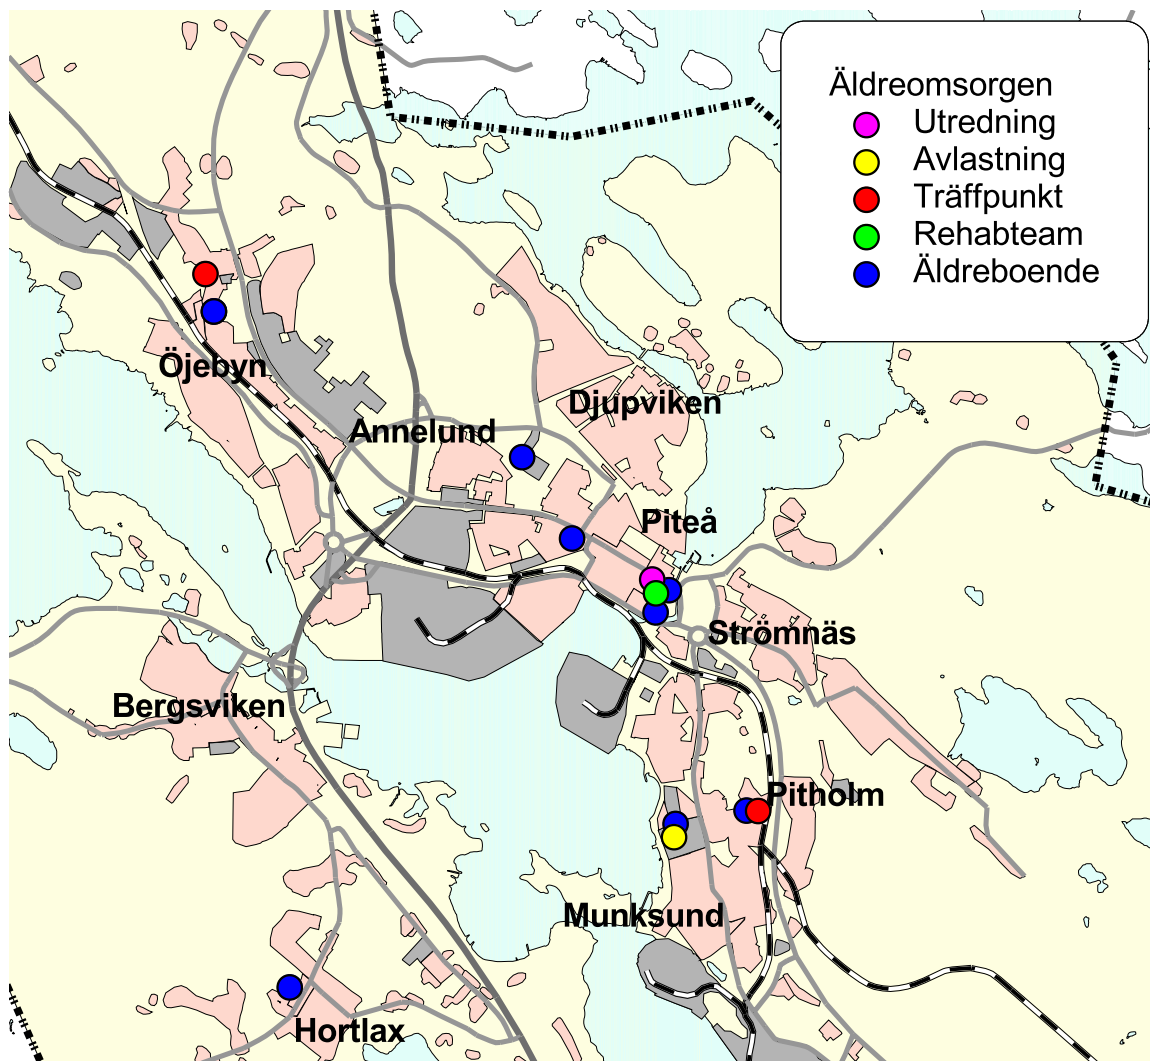 Äldreomsorgen
Utredning
Avlastning
Träffpunkt
Rehabteam
Äldreboende
Öjebyn
Djupviken
Annelund
Piteå
Strömnäs
Bergsviken
Pitholm
Munksund
Hortlax